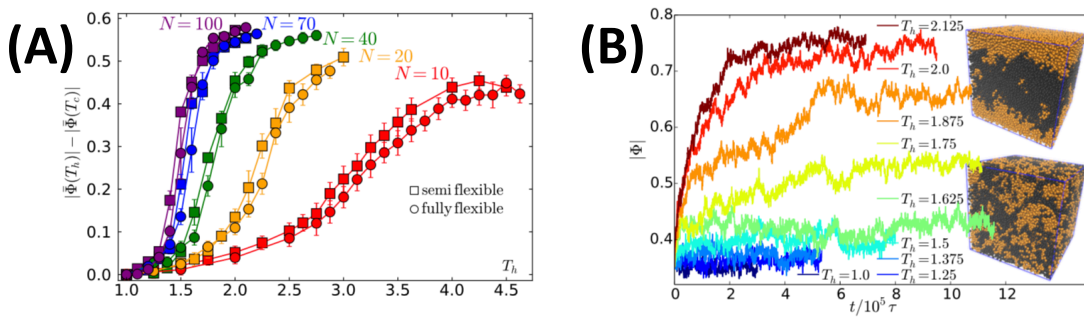 (A)
0.6
0.5
0.4
0.3
0.2
0.1
0.0
|Φ̄(T_h)| − |Φ̄(T_c)|
N = 100
N = 70
N = 40
N = 20
N = 10
semi flexible
fully flexible
T_h
1.0 1.5 2.0 2.5 3.0 3.5 4.0 4.5
(B)
0.8
0.7
0.6
0.5
0.4
|Φ|
T_h=2.125
T_h=2.0
T_h=1.875
T_h=1.75
T_h=1.625
T_h=1.5
T_h=1.375
T_h=1.0 T_h=1.25
0 2 4 6 8 10 12
t/10⁵ τ